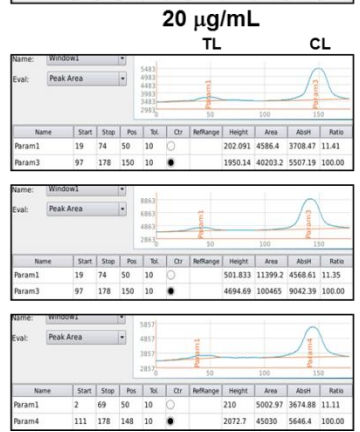 20 µg/mL
TL CL
Name: Window1
Eval: Peak Area
5483
4983
4483
3983
3483
2983
Param1
Param3
0 50 100 150
Name Start Stop Pos Tol. Ctr RefRange Height Area AbsH Ratio
Param1 19 74 50 10 202.091 4586.4 3708.47 11.41
Param3 97 178 150 10 1950.14 40203.2 5507.19 100.00
Name: Window1
Eval: Peak Area
8863
6863
4863
2863
Param1
Param3
0 50 100 150
Name Start Stop Pos Tol. Ctr RefRange Height Area AbsH Ratio
Param1 19 74 50 10 501.833 11399.2 4568.61 11.35
Param3 97 178 150 10 4694.69 100465 9042.39 100.00
Name: Window1
Eval: Peak Area
5857
4857
3857
2857
Param1
Param4
0 50 100 150
Name Start Stop Pos Tol. Ctr RefRange Height Area AbsH Ratio
Param1 2 69 50 10 210 5002.97 3674.88 11.11
Param4 111 178 148 10 2072.7 45030 5646.4 100.00